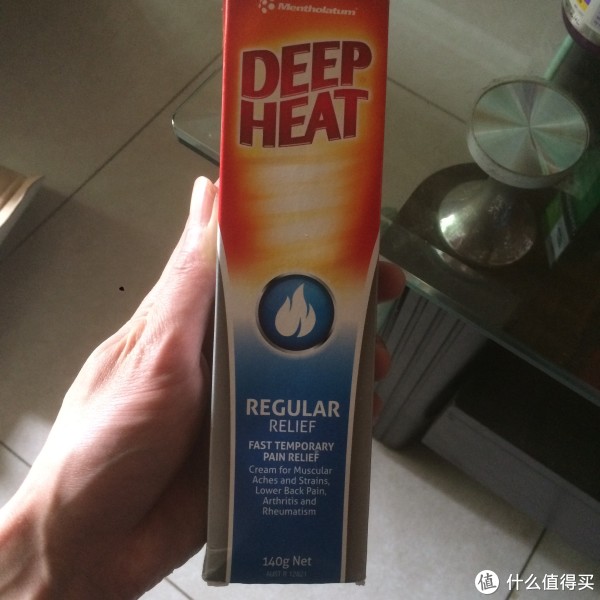 Mentholatum
DEEP
HEAT
REGULAR
RELIEF
FAST TEMPORARY
PAIN RELIEF
Cream for Muscular
Aches and Strains,
Lower Back Pain,
Arthritis and
Rheumatism
140g Net
值 什么值得买